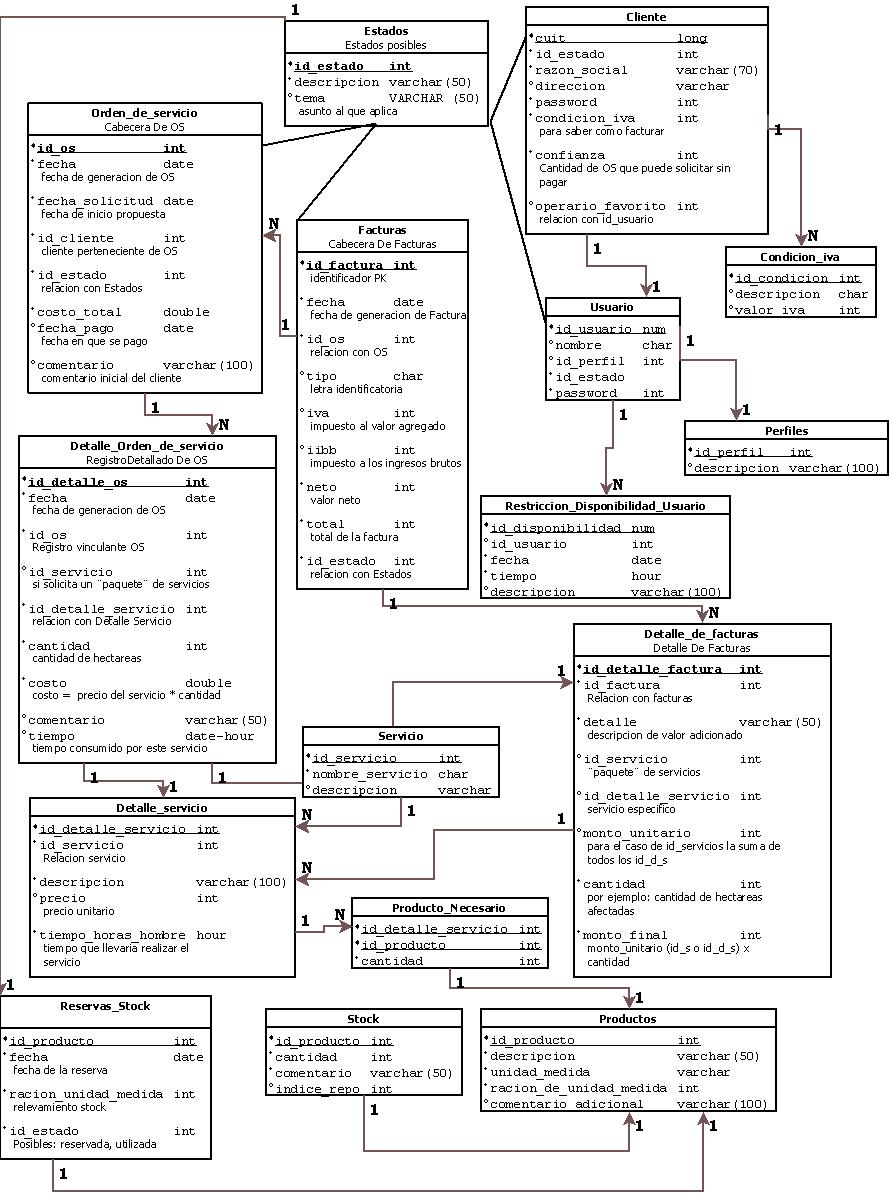 Estados
Estados posibles
id_estado int
descripcion varchar(50)
tema VARCHAR (50)
asunto al que aplica
1
Cliente
cuit long
id_estado int
razon_social varchar(70)
direccion varchar
password int
condicion_iva int
para saber como facturar
confianza int
Cantidad de OS que puede solicitar sin
pagar
operario_favorito int
relacion con id_usuario
1
N
1
1
Condicion_iva
id_condicion int
descripcion char
valor_iva int
Orden_de_servicio
Cabecera De OS
id_os int
fecha date
fecha de generacion de OS
fecha_solicitud date
fecha de inicio propuesta
id_cliente int
cliente perteneciente de OS
id_estado int
relacion con Estados
costo_total double
fecha_pago date
fecha en que se pago
comentario varchar(100)
comentario inicial del cliente
N
1
1
N
Facturas
Cabecera De Facturas
id_factura int
identificador PK
fecha date
fecha de generacion de Factura
id_os int
relacion con OS
tipo char
letra identificatoria
iva int
impuesto al valor agregado
iibb int
impuesto a los ingresos brutos
neto int
valor neto
total int
total de la factura
id_estado int
relacion con Estados
1
N
Usuario
id_usuario num
nombre char
id_perfil int
id_estado
password int
1
1
1
N
Perfiles
id_perfil int
descripcion varchar(100)
Restriccion_Disponibilidad_Usuario
id_disponibilidad num
id_usuario int
fecha date
tiempo hour
descripcion varchar(100)
Detalle_Orden_de_servicio
RegistroDetallado De OS
id_detalle_os int
fecha date
fecha de generacion de OS
id_os int
Registro vinculante OS
id_servicio int
si solicita un ¨paquete¨ de servicios
id_detalle_servicio int
relacion con Detalle Servicio
cantidad int
cantidad de hectareas
costo double
costo = precio del servicio * cantidad
comentario varchar(50)
tiempo date-hour
tiempo consumido por este servicio
1
1
1
Detalle_de_facturas
Detalle De Facturas
id_detalle_factura int
id_factura int
Relacion con facturas
detalle varchar(50)
descripcion de valor adicionado
id_servicio int
¨paquete¨ de servicios
id_detalle_servicio int
servicio especifico
monto_unitario int
para el caso de id_servicios la suma de
todos los id_d_s
cantidad int
por ejemplo: cantidad de hectareas
afectadas
monto_final int
monto_unitario (id_s o id_d_s) x
cantidad
1
1
Servicio
id_servicio int
nombre_servicio char
descripcion varchar
1
N
N
Detalle_servicio
id_detalle_servicio int
id_servicio int
Relacion servicio
descripcion varchar(100)
precio int
precio unitario
tiempo_horas_hombre hour
tiempo que llevaria realizar el
servicio
1
N
Producto_Necesario
id_detalle_servicio int
id_producto int
cantidad int
1
1
1
Reservas_Stock
id_producto int
fecha date
fecha de la reserva
racion_unidad_medida int
relevamiento stock
id_estado int
Posibles: reservada, utilizada
1
Stock
id_producto int
cantidad int
comentario varchar(50)
indice_repo int
1
Productos
id_producto int
descripcion varchar(50)
unidad_medida varchar
racion_de_unidad_medida int
comentario_adicional varchar(100)
1
1